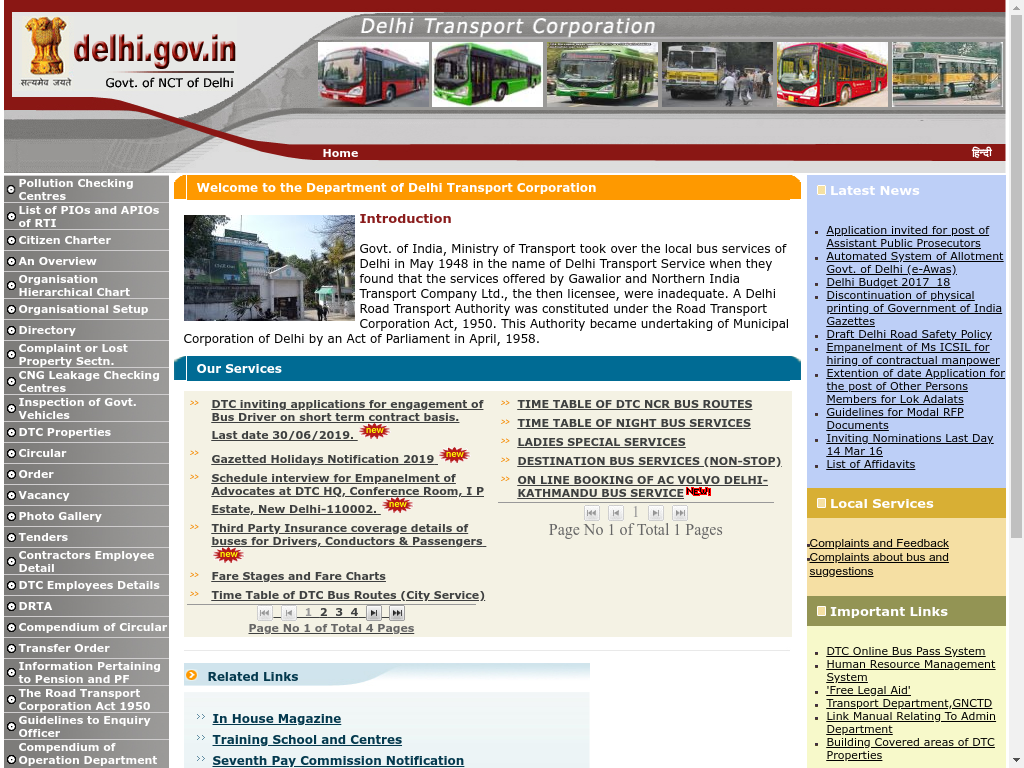 Delhi Transport Corporation
सत्यमेव जयते
delhi.gov.in
Govt. of NCT of Delhi
Home
हिन्दी
Pollution Checking
Centres
List of PIOs and APIOs
of RTI
Citizen Charter
An Overview
Organisation
Hierarchical Chart
Organisational Setup
Directory
Complaint or Lost
Property Sectn.
CNG Leakage Checking
Centres
Inspection of Govt.
Vehicles
DTC Properties
Circular
Order
Vacancy
Photo Gallery
Tenders
Contractors Employee
Detail
DTC Employees Details
DRTA
Compendium of Circular
Transfer Order
Information Pertaining
to Pension and PF
The Road Transport
Corporation Act 1950
Guidelines to Enquiry
Officer
Compendium of
Operation Department
Welcome to the Department of Delhi Transport Corporation
Introduction
Govt. of India, Ministry of Transport took over the local bus services of
Delhi in May 1948 in the name of Delhi Transport Service when they
found that the services offered by Gawalior and Northern India
Transport Company Ltd., the then licensee, were inadequate. A Delhi
Road Transport Authority was constituted under the Road Transport
Corporation Act, 1950. This Authority became undertaking of Municipal
Corporation of Delhi by an Act of Parliament in April, 1958.
Our Services
DTC inviting applications for engagement of
Bus Driver on short term contract basis.
Last date 30/06/2019. new
Gazetted Holidays Notification 2019 new
Schedule interview for Empanelment of
Advocates at DTC HQ, Conference Room, I P
Estate, New Delhi-110002. new
Third Party Insurance coverage details of
buses for Drivers, Conductors & Passengers
new
Fare Stages and Fare Charts
Time Table of DTC Bus Routes (City Service)
1 2 3 4
Page No 1 of Total 4 Pages
TIME TABLE OF DTC NCR BUS ROUTES
TIME TABLE OF NIGHT BUS SERVICES
LADIES SPECIAL SERVICES
DESTINATION BUS SERVICES (NON-STOP)
ON LINE BOOKING OF AC VOLVO DELHI-
KATHMANDU BUS SERVICE NEW
1
Page No 1 of Total 1 Pages
Related Links
In House Magazine
Training School and Centres
Seventh Pay Commission Notification
Latest News
Application invited for post of
Assistant Public Prosecutors
Automated System of Allotment
Govt. of Delhi (e-Awas)
Delhi Budget 2017_18
Discontinuation of physical
printing of Government of India
Gazettes
Draft Delhi Road Safety Policy
Empanelment of Ms ICSIL for
hiring of contractual manpower
Extention of date Application for
the post of Other Persons
Members for Lok Adalats
Guidelines for Modal RFP
Documents
Inviting Nominations Last Day
14 Mar 16
List of Affidavits
Local Services
Complaints and Feedback
Complaints about bus and
suggestions
Important Links
DTC Online Bus Pass System
Human Resource Management
System
'Free Legal Aid'
Transport Department,GNCTD
Link Manual Relating To Admin
Department
Building Covered areas of DTC
Properties